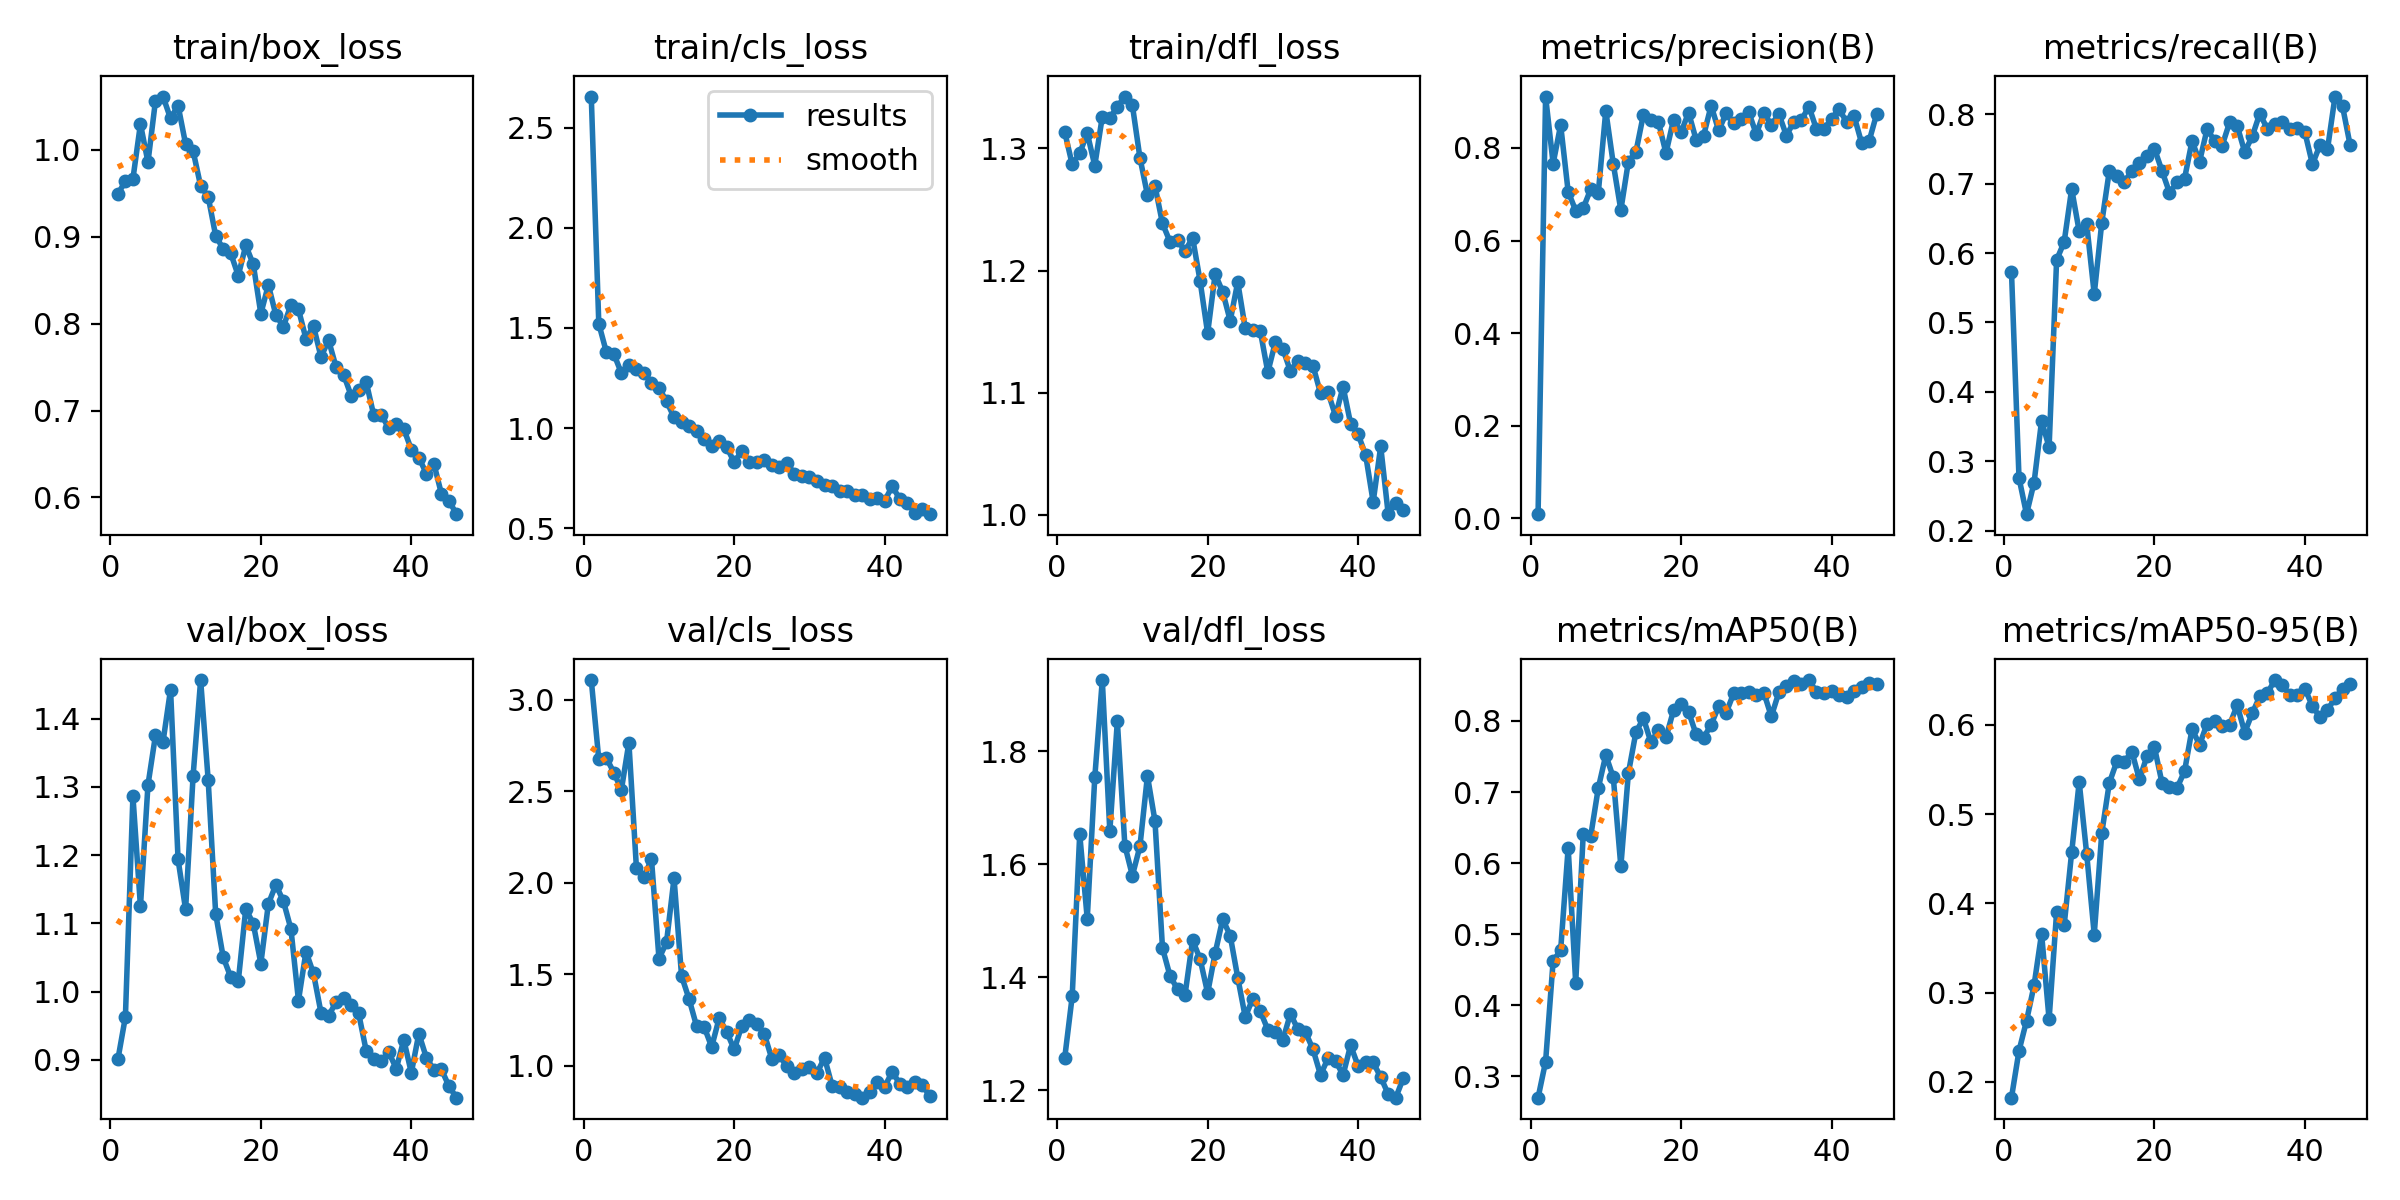 train/box_loss
1.0
0.9
0.8
0.7
0.6
0 20 40
train/cls_loss
results
smooth
2.5
2.0
1.5
1.0
0.5
0 20 40
train/dfl_loss
1.3
1.2
1.1
1.0
0 20 40
metrics/precision(B)
0.8
0.6
0.4
0.2
0.0
0 20 40
metrics/recall(B)
0.8
0.7
0.6
0.5
0.4
0.3
0.2
0 20 40
val/box_loss
1.4
1.3
1.2
1.1
1.0
0.9
0 20 40
val/cls_loss
3.0
2.5
2.0
1.5
1.0
0 20 40
val/dfl_loss
1.8
1.6
1.4
1.2
0 20 40
metrics/mAP50(B)
0.8
0.7
0.6
0.5
0.4
0.3
0 20 40
metrics/mAP50-95(B)
0.6
0.5
0.4
0.3
0.2
0 20 40